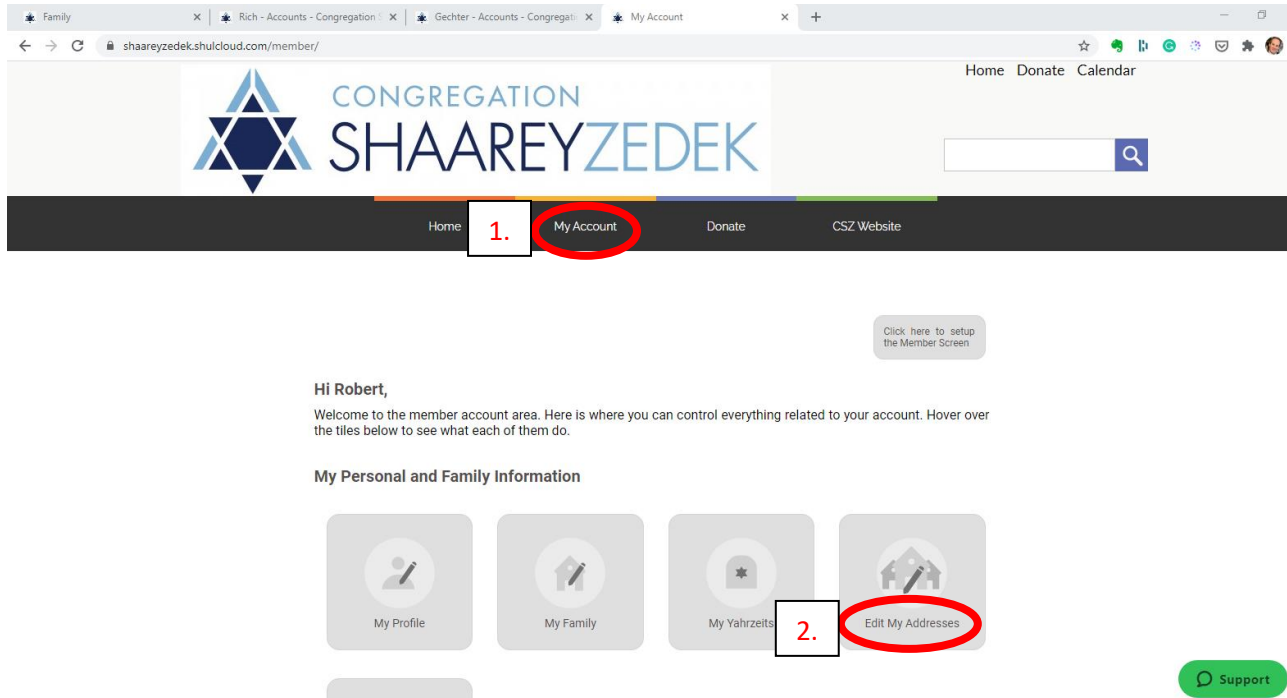 Family
Rich - Accounts - Congregation S
Gechter - Accounts - Congregati
My Account
shaareyzedek.shulcloud.com/member/
Home Donate Calendar
CONGREGATION
SHAAREYZEDEK
Home
1.
My Account
Donate
CSZ Website
Click here to setup
the Member Screen
Hi Robert,
Welcome to the member account area. Here is where you can control everything related to your account. Hover over
the tiles below to see what each of them do.
My Personal and Family Information
My Profile
My Family
My Yahrzeits
2.
Edit My Addresses
Support